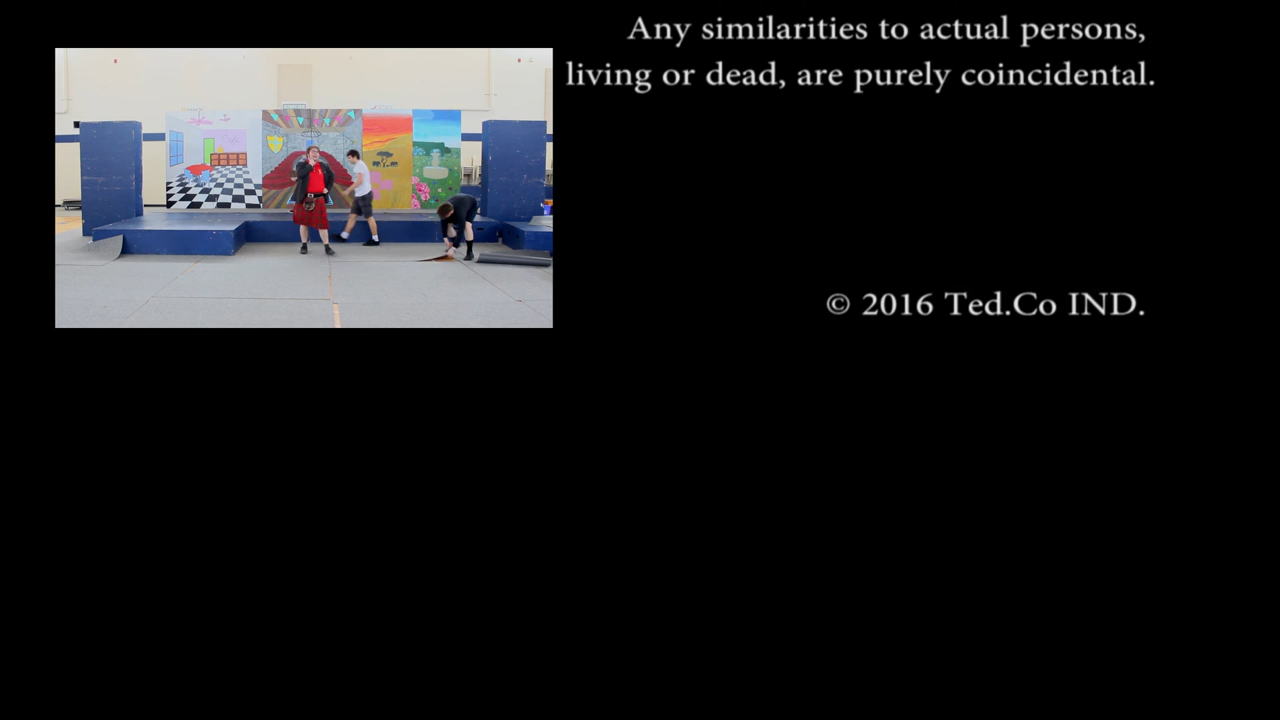 Any similarities to actual persons,
living or dead, are purely coincidental.
© 2016 Ted.Co IND.